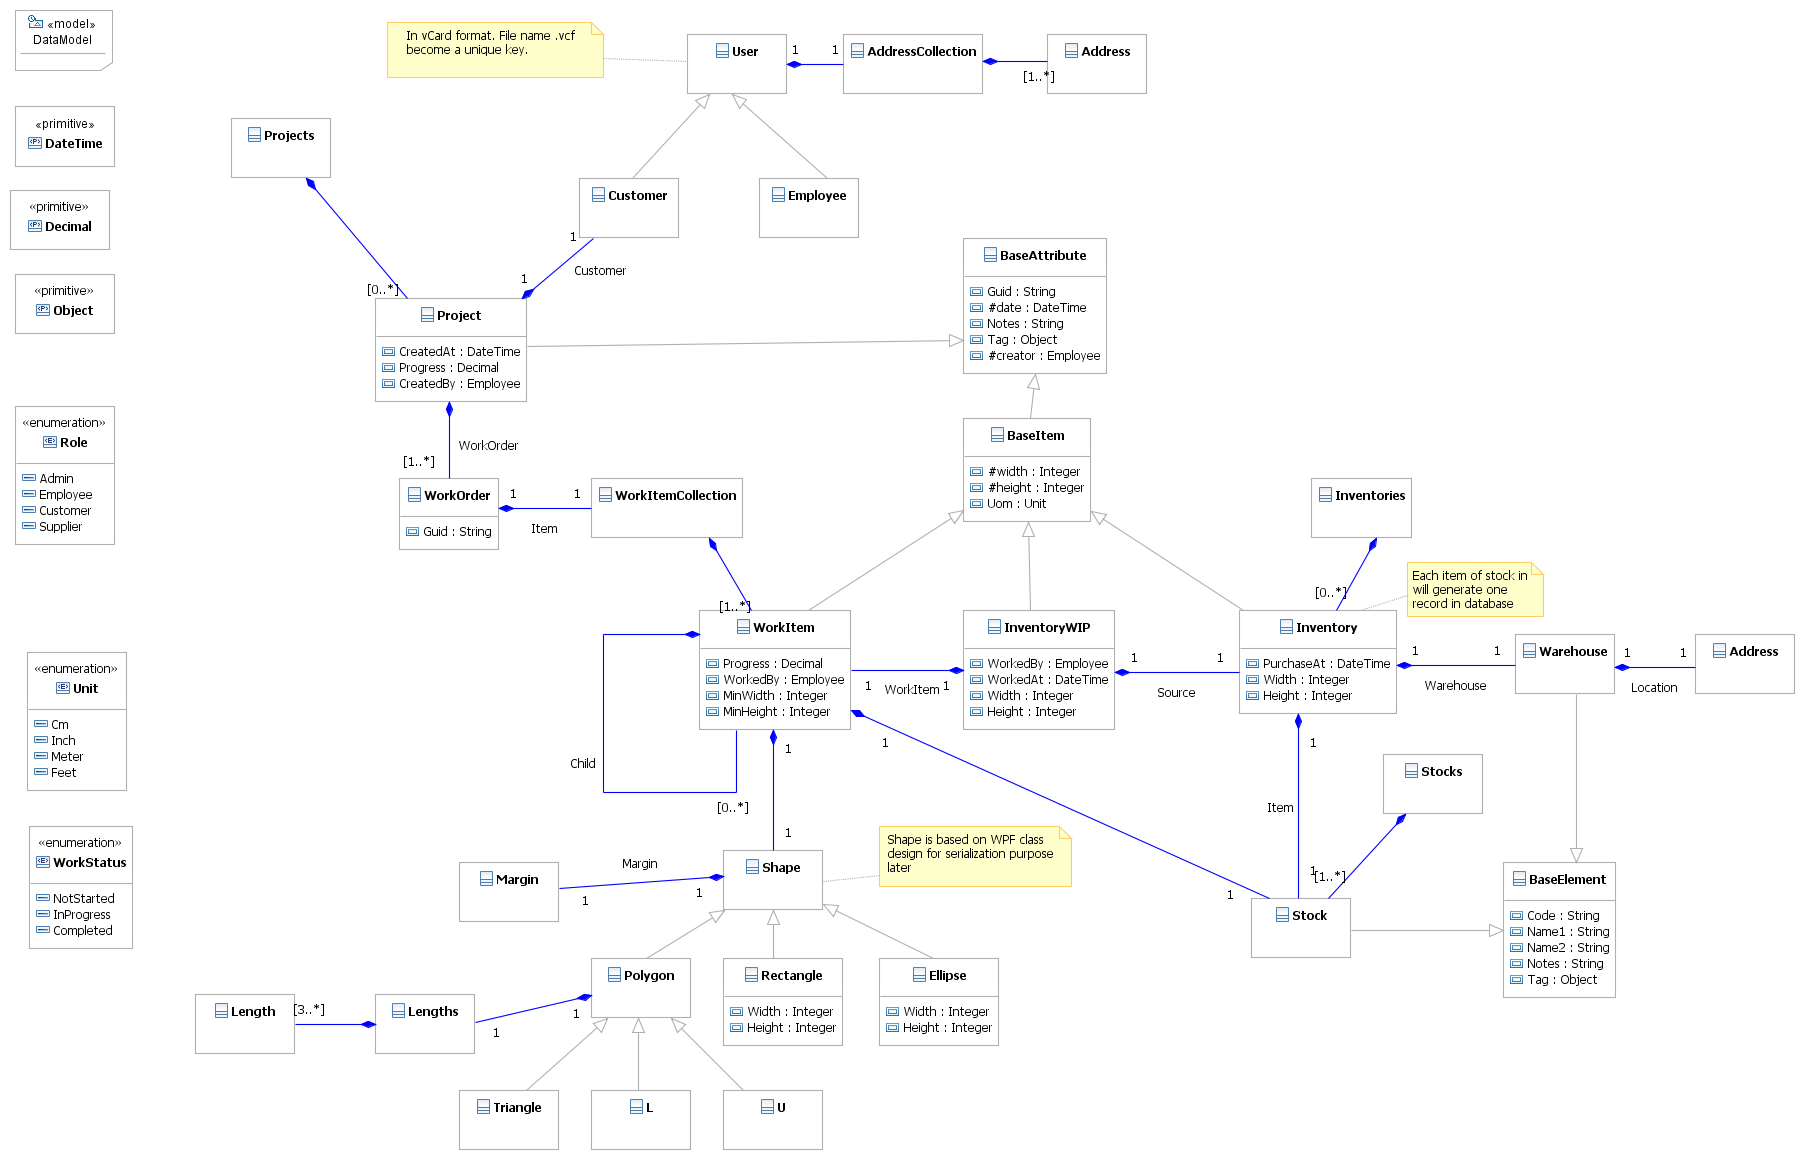 «model»
DataModel
«primitive»
DateTime
«primitive»
Decimal
«primitive»
Object
«enumeration»
Role
Admin
Employee
Customer
Supplier
«enumeration»
Unit
Cm
Inch
Meter
Feet
«enumeration»
WorkStatus
NotStarted
InProgress
Completed
In vCard format. File name .vcf
become a unique key.
User
1
1
AddressCollection
[1..*]
Address
Projects
[0..*]
Customer
Employee
1
Customer
1
Project
CreatedAt : DateTime
Progress : Decimal
CreatedBy : Employee
BaseAttribute
Guid : String
#date : DateTime
Notes : String
Tag : Object
#creator : Employee
WorkOrder
[1..*]
WorkOrder
Guid : String
1
1
Item
WorkItemCollection
[1..*]
BaseItem
#width : Integer
#height : Integer
Uom : Unit
Inventories
[0..*]
Each item of stock in
will generate one
record in database
WorkItem
Progress : Decimal
WorkedBy : Employee
MinWidth : Integer
MinHeight : Integer
1
WorkItem
1
InventoryWIP
WorkedBy : Employee
WorkedAt : DateTime
Width : Integer
Height : Integer
1
1
Source
Inventory
PurchaseAt : DateTime
Width : Integer
Height : Integer
1
1
Warehouse
Warehouse
1
1
Location
Address
Child
[0..*]
1
1
1
1
1
Item
1
Stocks
[1..*]
Shape is based on WPF class
design for serialization purpose
later
Margin
Margin
1
1
Shape
Stock
BaseElement
Code : String
Name1 : String
Name2 : String
Notes : String
Tag : Object
Polygon
Rectangle
Width : Integer
Height : Integer
Ellipse
Width : Integer
Height : Integer
Length
[3..*]
Lengths
1
1
Triangle
L
U